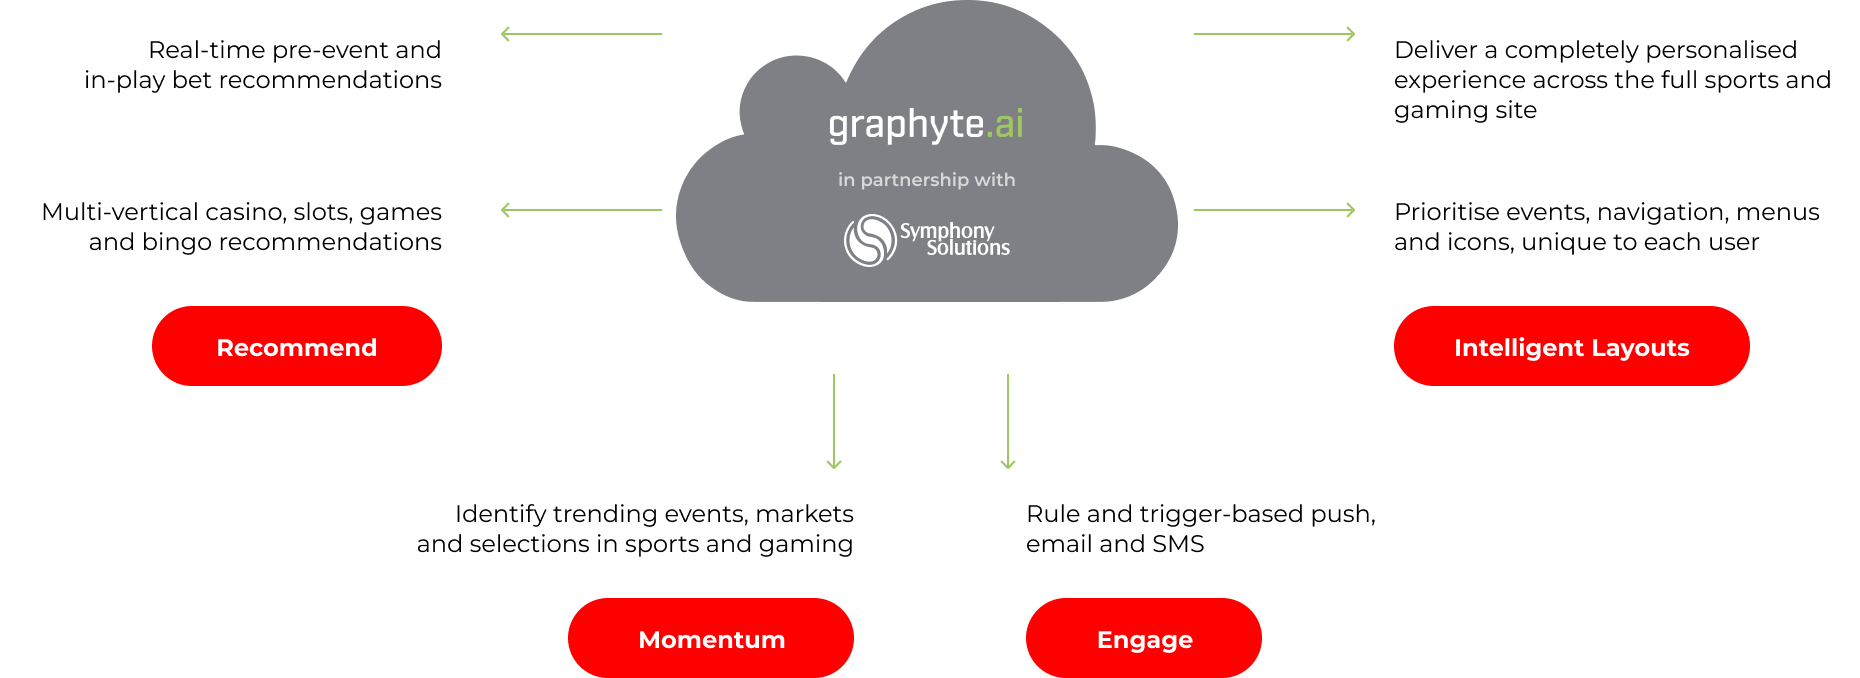 Real-time pre-event and
in-play bet recommendations
Multi-vertical casino, slots, games
and bingo recommendations
Recommend
graphyte.ai
in partnership with
Symphony
Solutions
Deliver a completely personalised
experience across the full sports and
gaming site
Prioritise events, navigation, menus
and icons, unique to each user
Intelligent Layouts
Identify trending events, markets
and selections in sports and gaming
Momentum
Rule and trigger-based push,
email and SMS
Engage